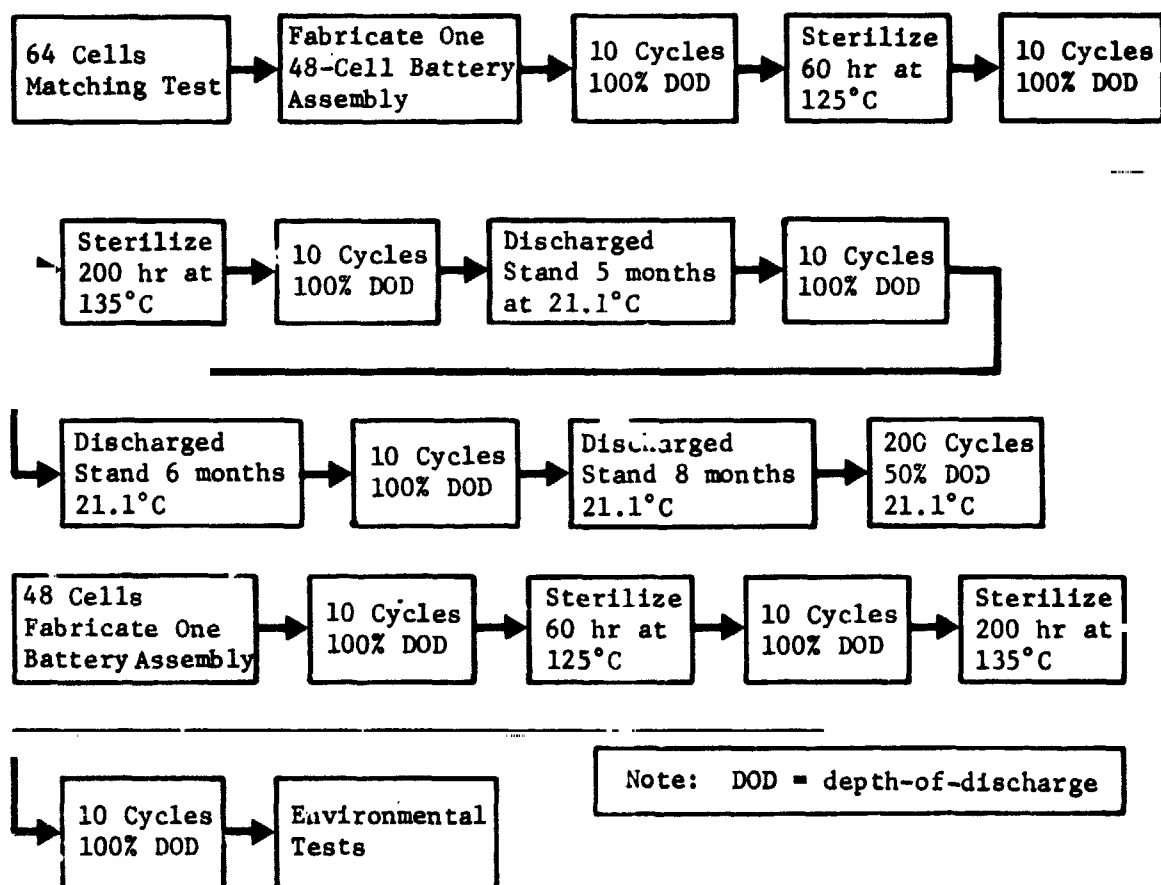 64 Cells
Matching Test
Fabricate One
48-Cell Battery
Assembly
10 Cycles
100% DOD
Sterilize
60 hr at
125°C
10 Cycles
100% DOD
Sterilize
200 hr at
135°C
10 Cycles
100% DOD
Discharged
Stand 5 months
at 21.1°C
10 Cycles
100% DOD
Discharged
Stand 6 months
21.1°C
10 Cycles
100% DOD
Discharged
Stand 8 months
21.1°C
200 Cycles
50% DOD
21.1°C
48 Cells
Fabricate One
Battery Assembly
10 Cycles
100% DOD
Sterilize
60 hr at
125°C
10 Cycles
100% DOD
Sterilize
200 hr at
135°C
10 Cycles
100% DOD
Environmental
Tests
Note: DOD = depth-of-discharge